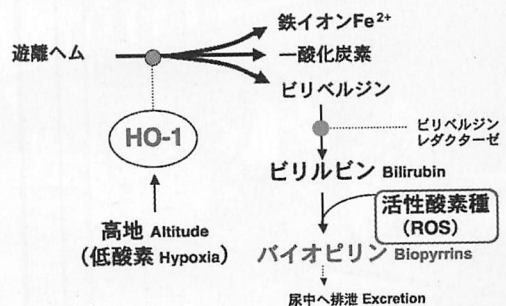 鉄イオンFe²⁺
遊離ヘム
一酸化炭素
ビリベルジン
HO-1
ビリベルジン
レダクターゼ
ビリルビン Bilirubin
高地 Altitude
(低酸素 Hypoxia)
活性酸素種
(ROS)
バイオピリン Biopyrrins
尿中へ排泄 Excretion